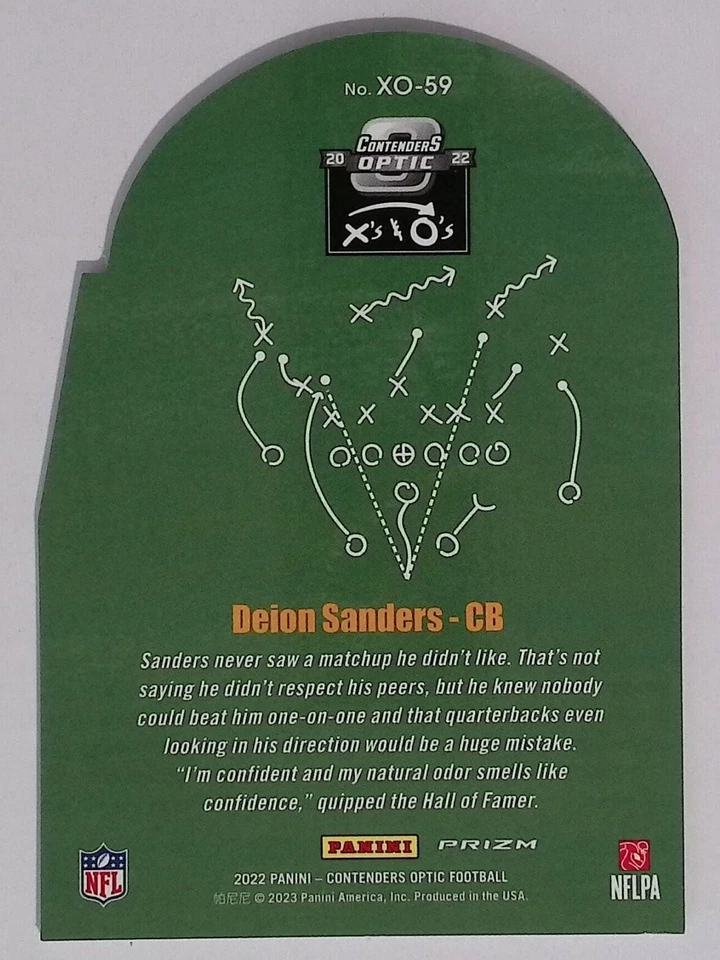 No. XO-59
CONTENDERS
20 OPTIC 22
X's & O's
Deion Sanders - CB
Sanders never saw a matchup he didn't like. That's not
saying he didn't respect his peers, but he knew nobody
could beat him one-on-one and that quarterbacks even
looking in his direction would be a huge mistake.
"I'm confident and my natural odor smells like
confidence," quipped the Hall of Famer.
PANINI PRIZM
NFL
NFLPA
2022 PANINI – CONTENDERS OPTIC FOOTBALL
帕尼尼 © 2023 Panini America, Inc. Produced in the USA.